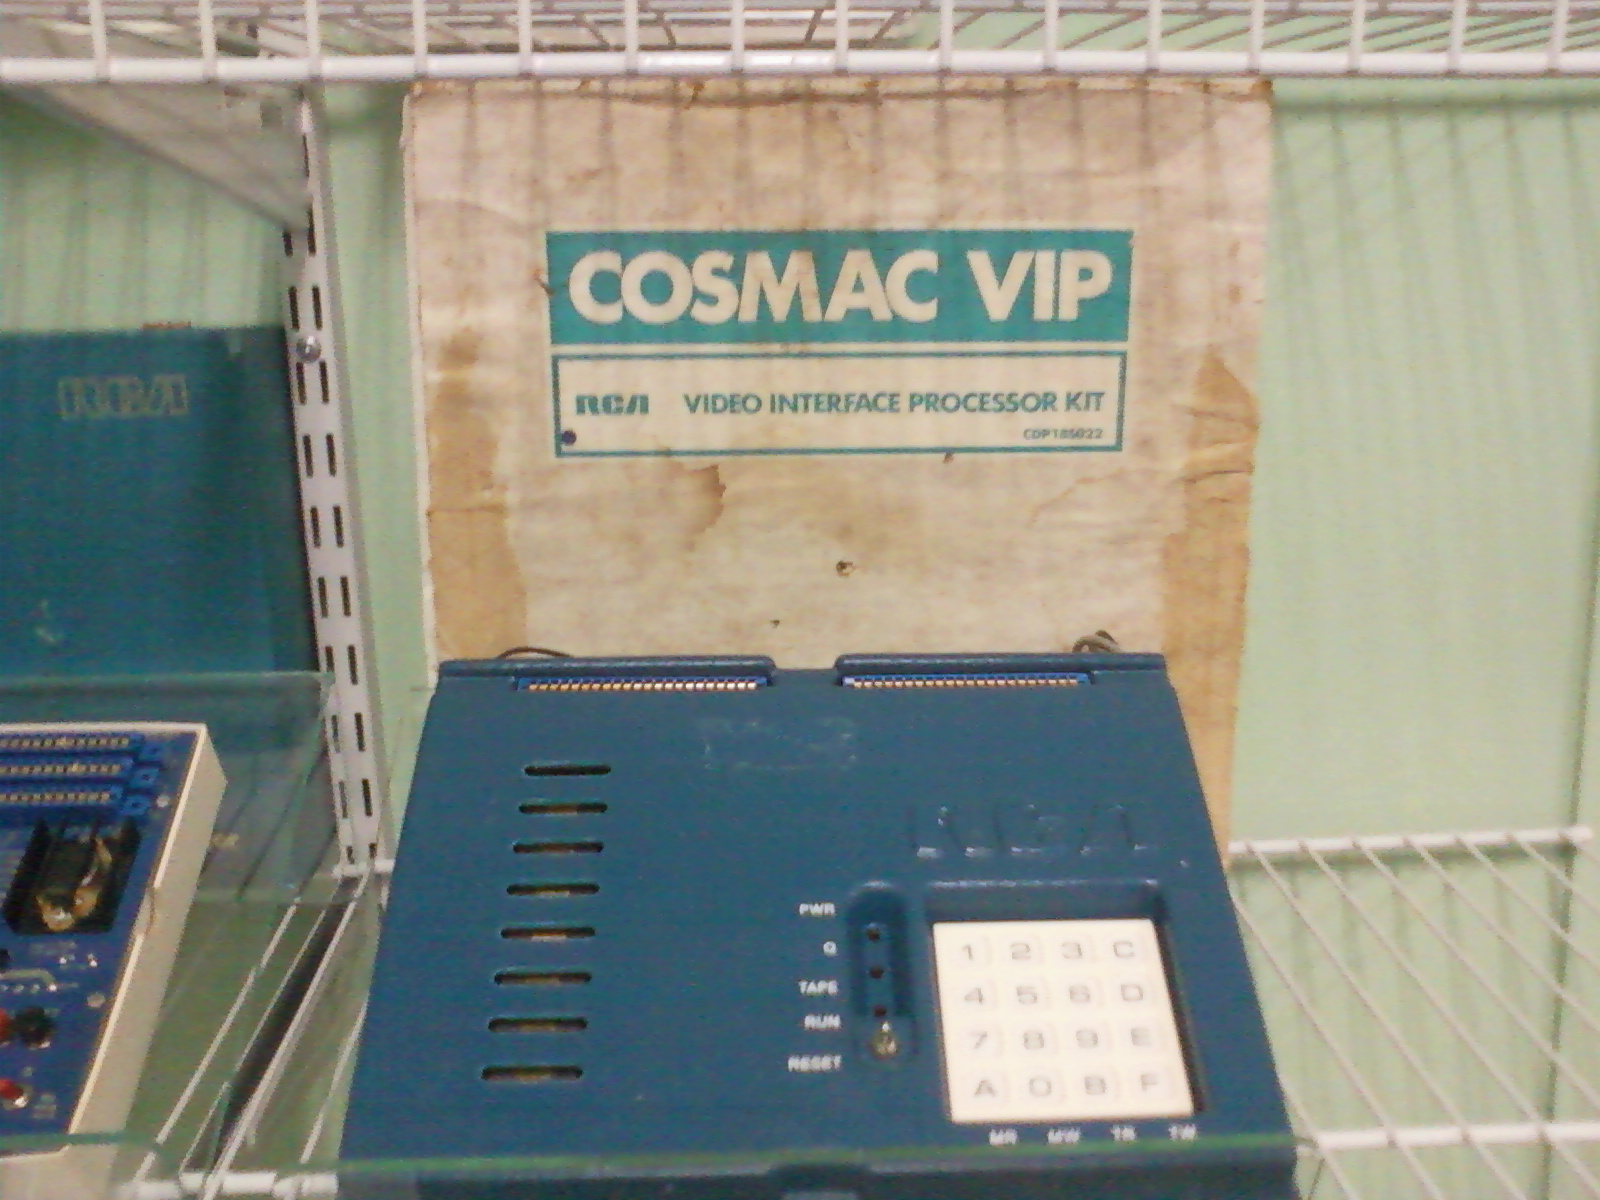 COSMAC VIP
RCA VIDEO INTERFACE PROCESSOR KIT
CDP18S022
RCA
RCA
PWR
Q
TAPE
RUN
RESET
1 2 3 C
4 5 6 D
7 8 9 E
A 0 B F
MR MW TR TW